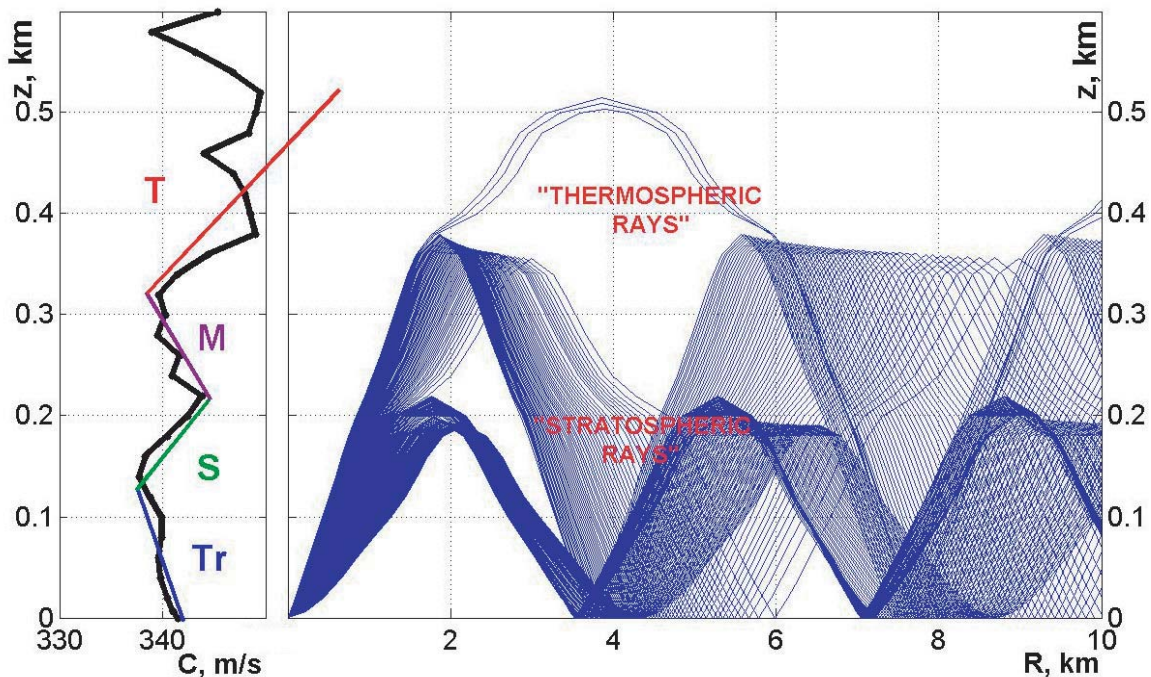 z, km
0.5
0.4
0.3
0.2
0.1
0
330
340
C, m/s
T
M
S
Tr
"THERMOSPHERIC
RAYS"
"STRATOSPHERIC
RAYS"
2
4
6
8
10
R, km
z, km
0.5
0.4
0.3
0.2
0.1
0